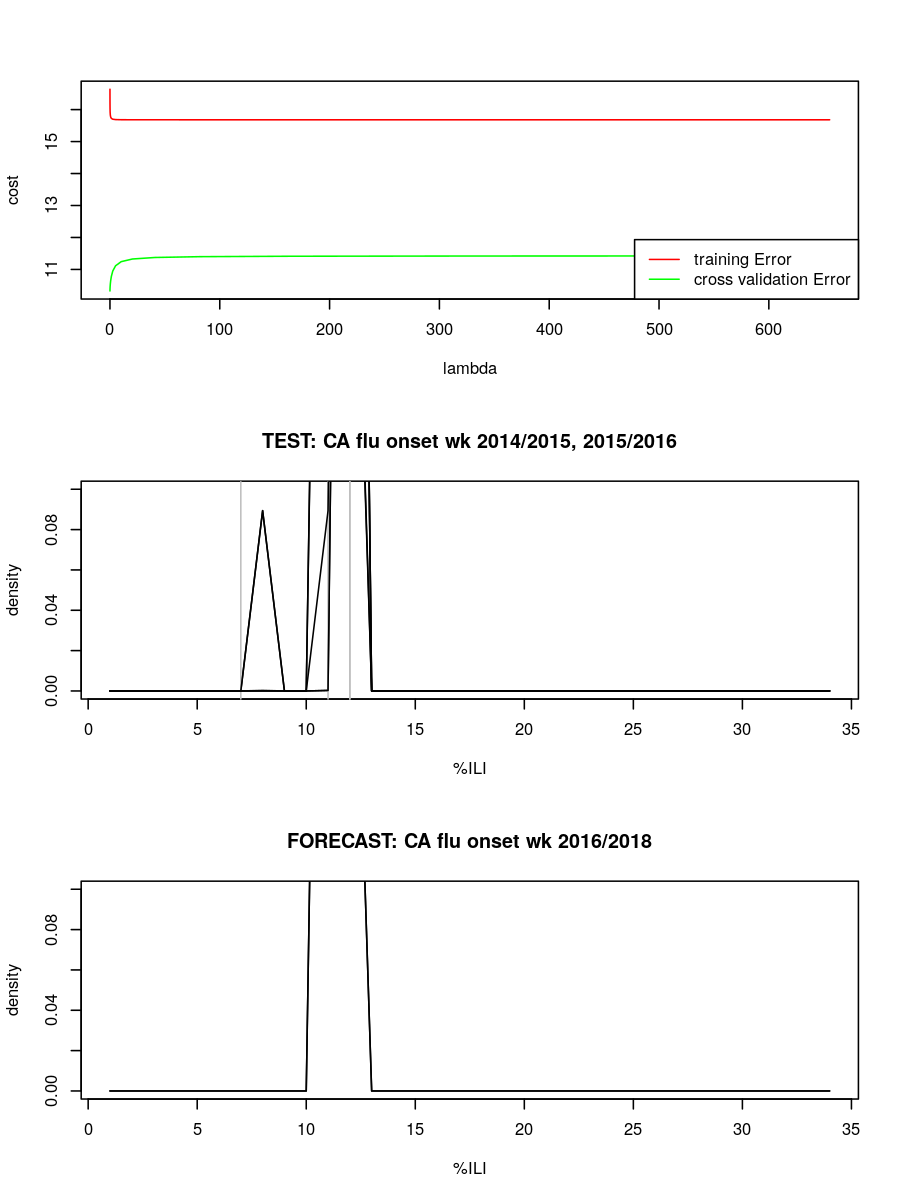 cost
15
13
11
training Error
cross validation Error
0 100 200 300 400 500 600
lambda
TEST: CA flu onset wk 2014/2015, 2015/2016
density
0.08
0.04
0.00
0 5 10 15 20 25 30 35
%ILI
FORECAST: CA flu onset wk 2016/2018
density
0.08
0.04
0.00
0 5 10 15 20 25 30 35
%ILI